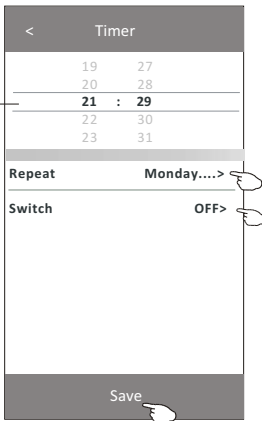 < Timer
19 27
20 28
21 : 29
22 30
23 31
Repeat Monday....>
Switch OFF>
Save